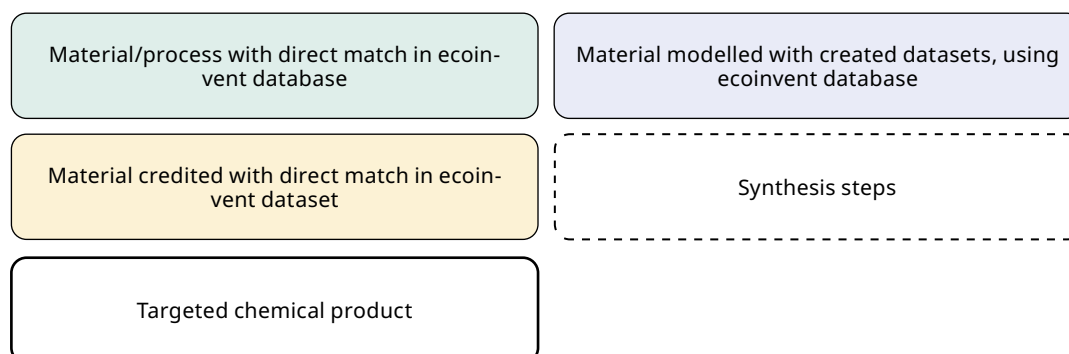 Material/process with direct match in ecoin-
vent database
Material modelled with created datasets, using
ecoinvent database
Material credited with direct match in ecoin-
vent dataset
Synthesis steps
Targeted chemical product